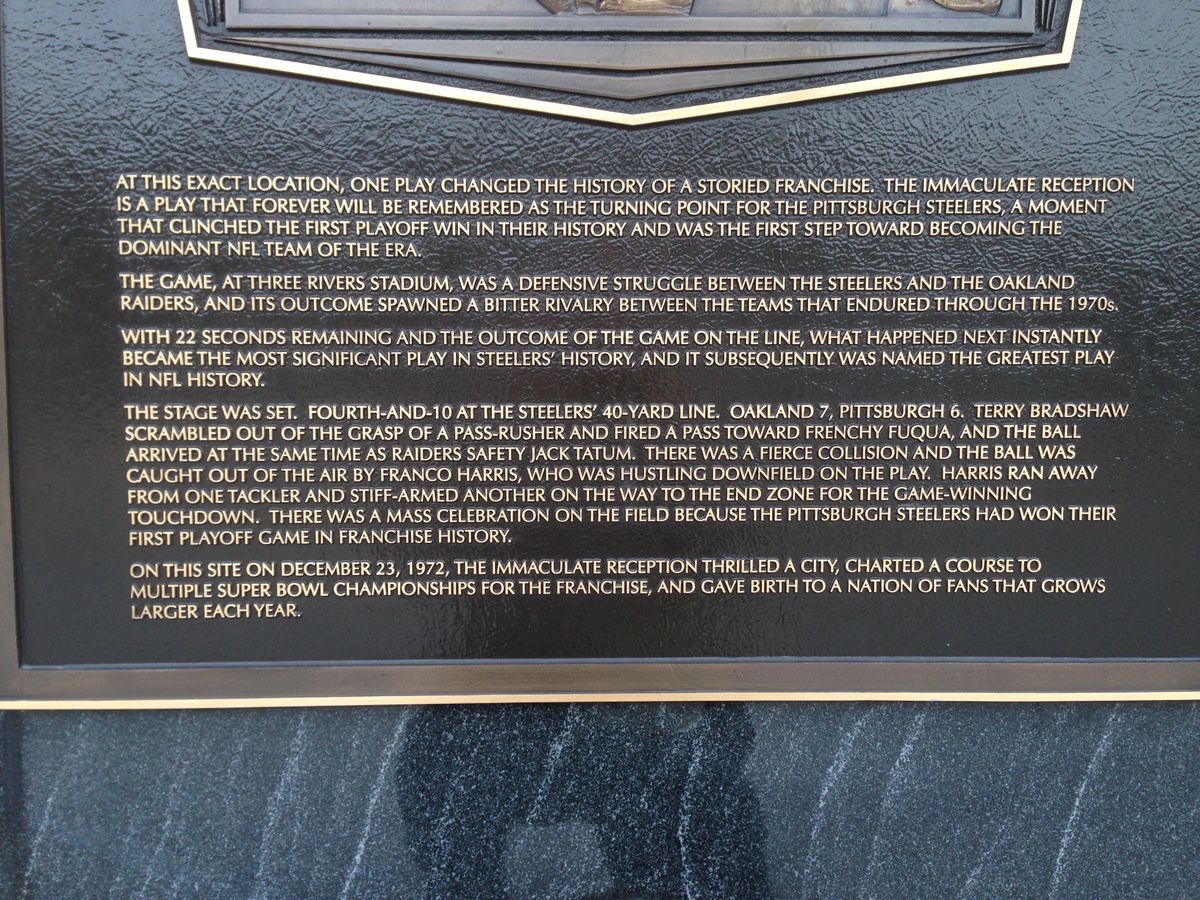 AT THIS EXACT LOCATION, ONE PLAY CHANGED THE HISTORY OF A STORIED FRANCHISE. THE IMMACULATE RECEPTION
IS A PLAY THAT FOREVER WILL BE REMEMBERED AS THE TURNING POINT FOR THE PITTSBURGH STEELERS, A MOMENT
THAT CLINCHED THE FIRST PLAYOFF WIN IN THEIR HISTORY AND WAS THE FIRST STEP TOWARD BECOMING THE
DOMINANT NFL TEAM OF THE ERA.
THE GAME, AT THREE RIVERS STADIUM, WAS A DEFENSIVE STRUGGLE BETWEEN THE STEELERS AND THE OAKLAND
RAIDERS, AND ITS OUTCOME SPAWNED A BITTER RIVALRY BETWEEN THE TEAMS THAT ENDURED THROUGH THE 1970s.
WITH 22 SECONDS REMAINING AND THE OUTCOME OF THE GAME ON THE LINE, WHAT HAPPENED NEXT INSTANTLY
BECAME THE MOST SIGNIFICANT PLAY IN STEELERS' HISTORY, AND IT SUBSEQUENTLY WAS NAMED THE GREATEST PLAY
IN NFL HISTORY.
THE STAGE WAS SET. FOURTH-AND-10 AT THE STEELERS' 40-YARD LINE. OAKLAND 7, PITTSBURGH 6. TERRY BRADSHAW
SCRAMBLED OUT OF THE GRASP OF A PASS-RUSHER AND FIRED A PASS TOWARD FRENCHY FUQUA, AND THE BALL
ARRIVED AT THE SAME TIME AS RAIDERS SAFETY JACK TATUM. THERE WAS A FIERCE COLLISION AND THE BALL WAS
CAUGHT OUT OF THE AIR BY FRANCO HARRIS, WHO WAS HUSTLING DOWNFIELD ON THE PLAY. HARRIS RAN AWAY
FROM ONE TACKLER AND STIFF-ARMED ANOTHER ON THE WAY TO THE END ZONE FOR THE GAME-WINNING
TOUCHDOWN. THERE WAS A MASS CELEBRATION ON THE FIELD BECAUSE THE PITTSBURGH STEELERS HAD WON THEIR
FIRST PLAYOFF GAME IN FRANCHISE HISTORY.
ON THIS SITE ON DECEMBER 23, 1972, THE IMMACULATE RECEPTION THRILLED A CITY, CHARTED A COURSE TO
MULTIPLE SUPER BOWL CHAMPIONSHIPS FOR THE FRANCHISE, AND GAVE BIRTH TO A NATION OF FANS THAT GROWS
LARGER EACH YEAR.